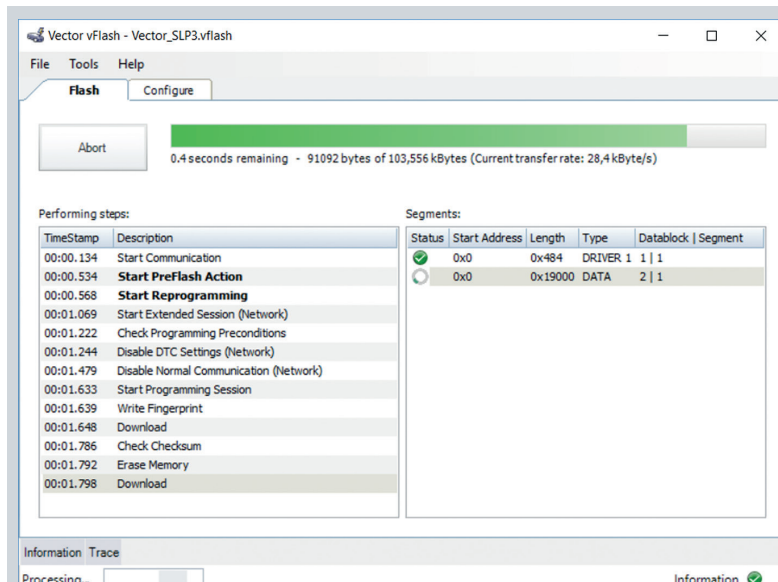 Vector vFlash - Vector_SLP3.vflash
File Tools Help
Flash Configure
Abort
0.4 seconds remaining - 91092 bytes of 103,556 kBytes (Current transfer rate: 28,4 kByte/s)
Performing steps:
TimeStamp Description
00:00.134 Start Communication
00:00.534 Start PreFlash Action
00:00.568 Start Reprogramming
00:01.069 Start Extended Session (Network)
00:01.222 Check Programming Preconditions
00:01.244 Disable DTC Settings (Network)
00:01.479 Disable Normal Communication (Network)
00:01.633 Start Programming Session
00:01.639 Write Fingerprint
00:01.648 Download
00:01.786 Check Checksum
00:01.792 Erase Memory
00:01.798 Download
Segments:
Status Start Address Length Type Datablock | Segment
0x0 0x484 DRIVER 1 1 | 1
0x0 0x19000 DATA 2 | 1
Information Trace
Processing... Information